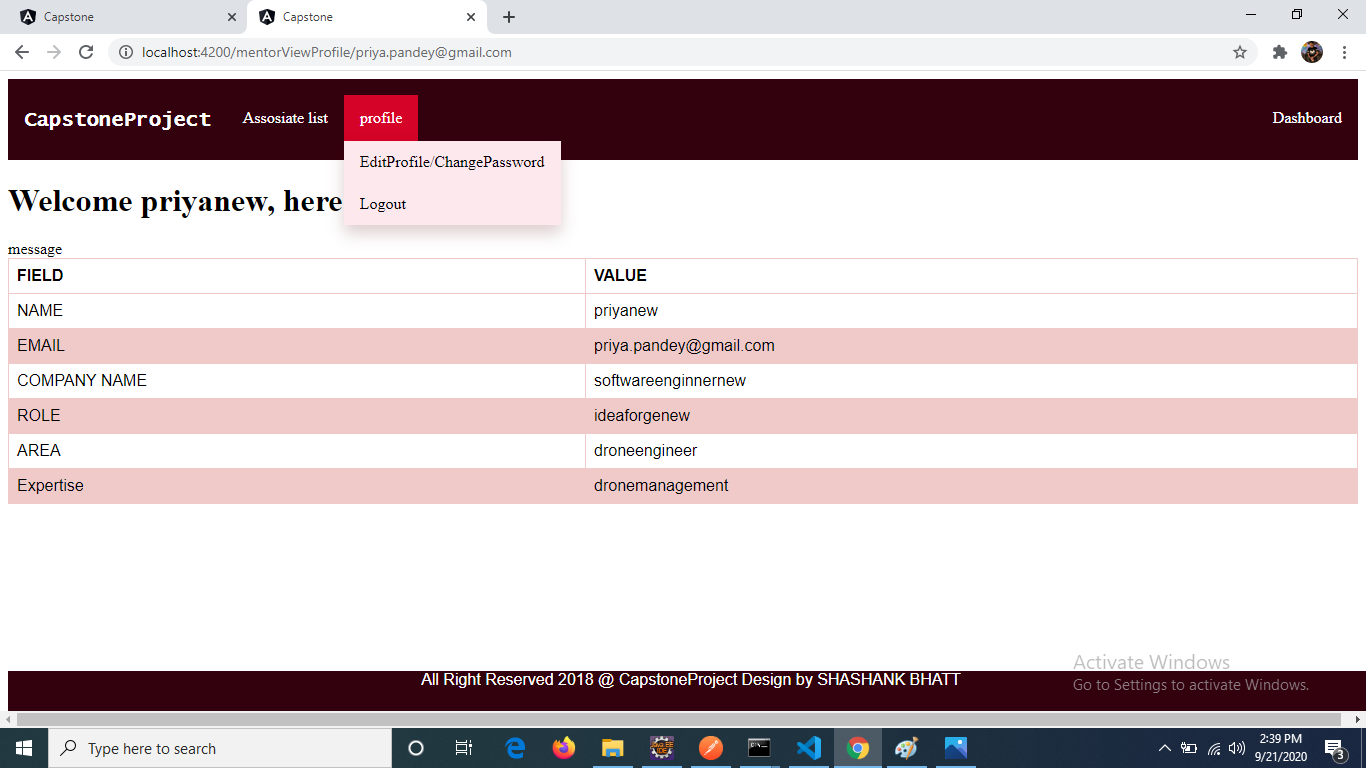 Capstone
Capstone
localhost:4200/mentorViewProfile/priya.pandey@gmail.com
CapstoneProject Assosiate list profile Dashboard
EditProfile/ChangePassword
Welcome priyanew, here
Logout
message
FIELD VALUE
NAME priyanew
EMAIL priya.pandey@gmail.com
COMPANY NAME softwareenginnernew
ROLE ideaforgenew
AREA droneengineer
Expertise dronemanagement
Activate Windows
All Right Reserved 2018 @ CapstoneProject Design by SHASHANK BHATT
Go to Settings to activate Windows.
Type here to search
2:39 PM
9/21/2020
3